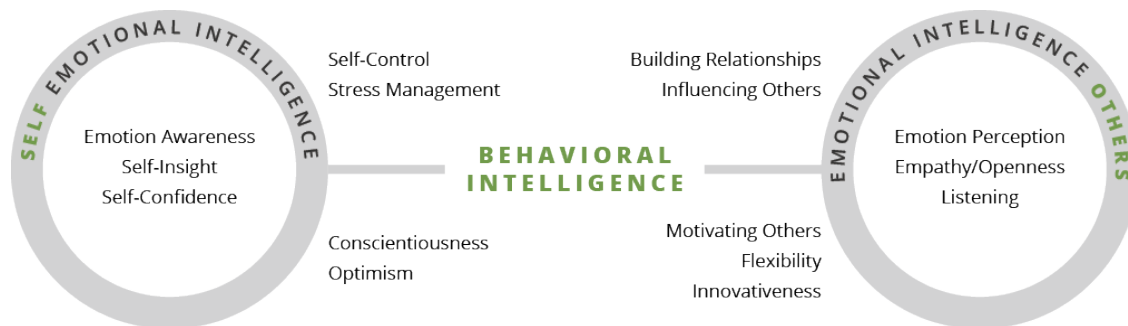 SELF EMOTIONAL INTELLIGENCE
Emotion Awareness
Self-Insight
Self-Confidence
Self-Control
Stress Management
Conscientiousness
Optimism
BEHAVIORAL
INTELLIGENCE
Building Relationships
Influencing Others
Motivating Others
Flexibility
Innovativeness
EMOTIONAL INTELLIGENCE OTHERS
Emotion Perception
Empathy/Openness
Listening